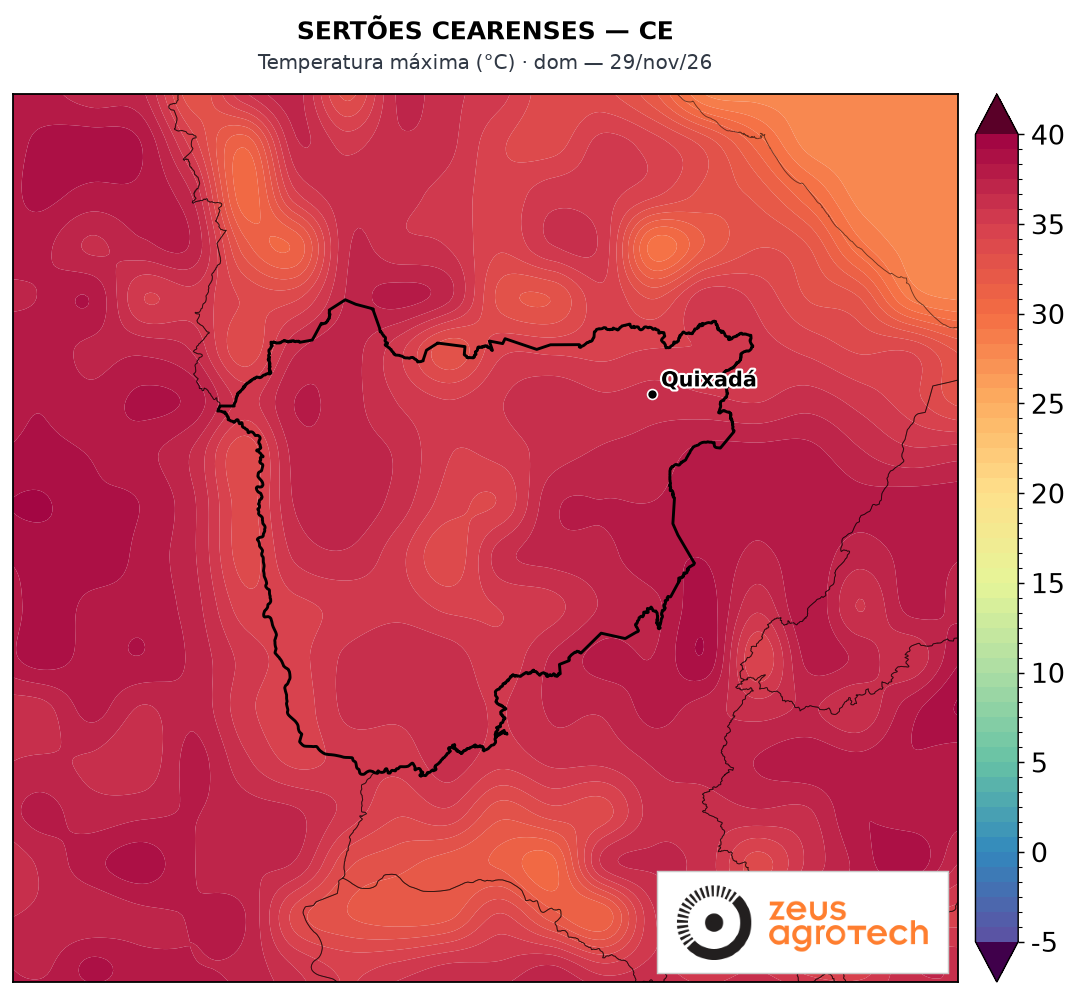 SERTÕES CEARENSES — CE
Temperatura máxima (°C) · dom — 29/nov/26
Quixadá
40
35
30
25
20
15
10
5
0
-5
zeus
agrotech